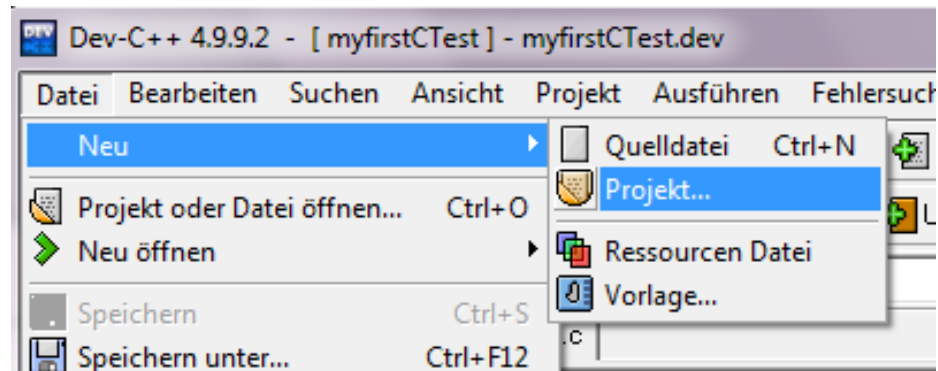 Dev-C++ 4.9.9.2 - [ myfirstCTest ] - myfirstCTest.dev
Datei Bearbeiten Suchen Ansicht Projekt Ausführen Fehlersuch
Neu
Quelldatei Ctrl+N
Projekt...
Projekt oder Datei öffnen... Ctrl+O
Neu öffnen
Ressourcen Datei
Vorlage...
Speichern Ctrl+S
.c
Speichern unter... Ctrl+F12